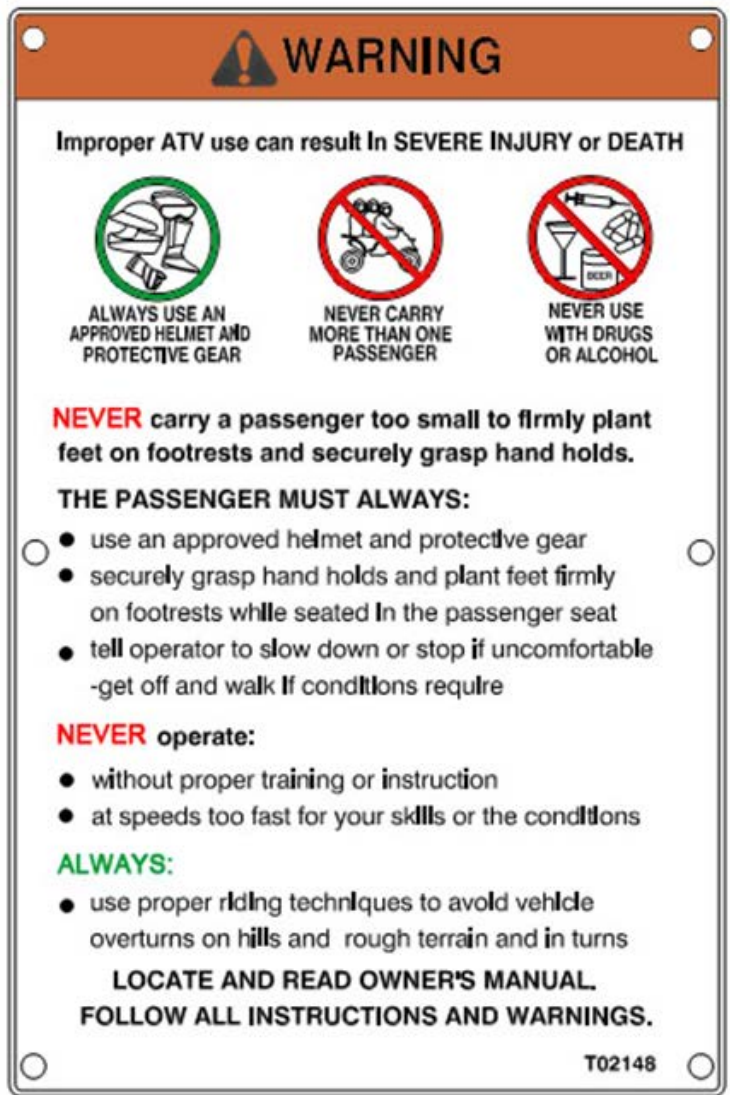 WARNING
Improper ATV use can result in SEVERE INJURY or DEATH
BEER
ALWAYS USE AN
APPROVED HELMET AND
PROTECTIVE GEAR
NEVER CARRY
MORE THAN ONE
PASSENGER
NEVER USE
WITH DRUGS
OR ALCOHOL
NEVER carry a passenger too small to firmly plant
feet on footrests and securely grasp hand holds.
THE PASSENGER MUST ALWAYS:
● use an approved helmet and protective gear
● securely grasp hand holds and plant feet firmly
on footrests while seated in the passenger seat
● tell operator to slow down or stop if uncomfortable
-get off and walk if conditions require
NEVER operate:
● without proper training or instruction
● at speeds too fast for your skills or the conditions
ALWAYS:
● use proper riding techniques to avoid vehicle
overturns on hills and rough terrain and in turns
LOCATE AND READ OWNER'S MANUAL.
FOLLOW ALL INSTRUCTIONS AND WARNINGS.
T02148